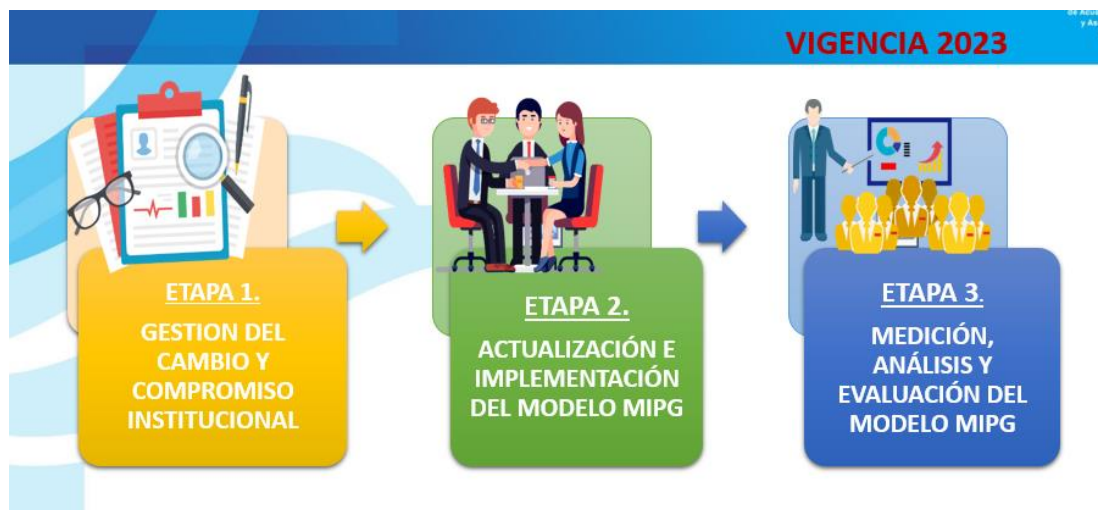 y As
VIGENCIA 2023
ETAPA 1.
GESTION DEL
CAMBIO Y
COMPROMISO
INSTITUCIONAL
ETAPA 2.
ACTUALIZACIÓN E
IMPLEMENTACIÓN
DEL MODELO MIPG
ETAPA 3.
MEDICIÓN,
ANÁLISIS Y
EVALUACIÓN DEL
MODELO MIPG